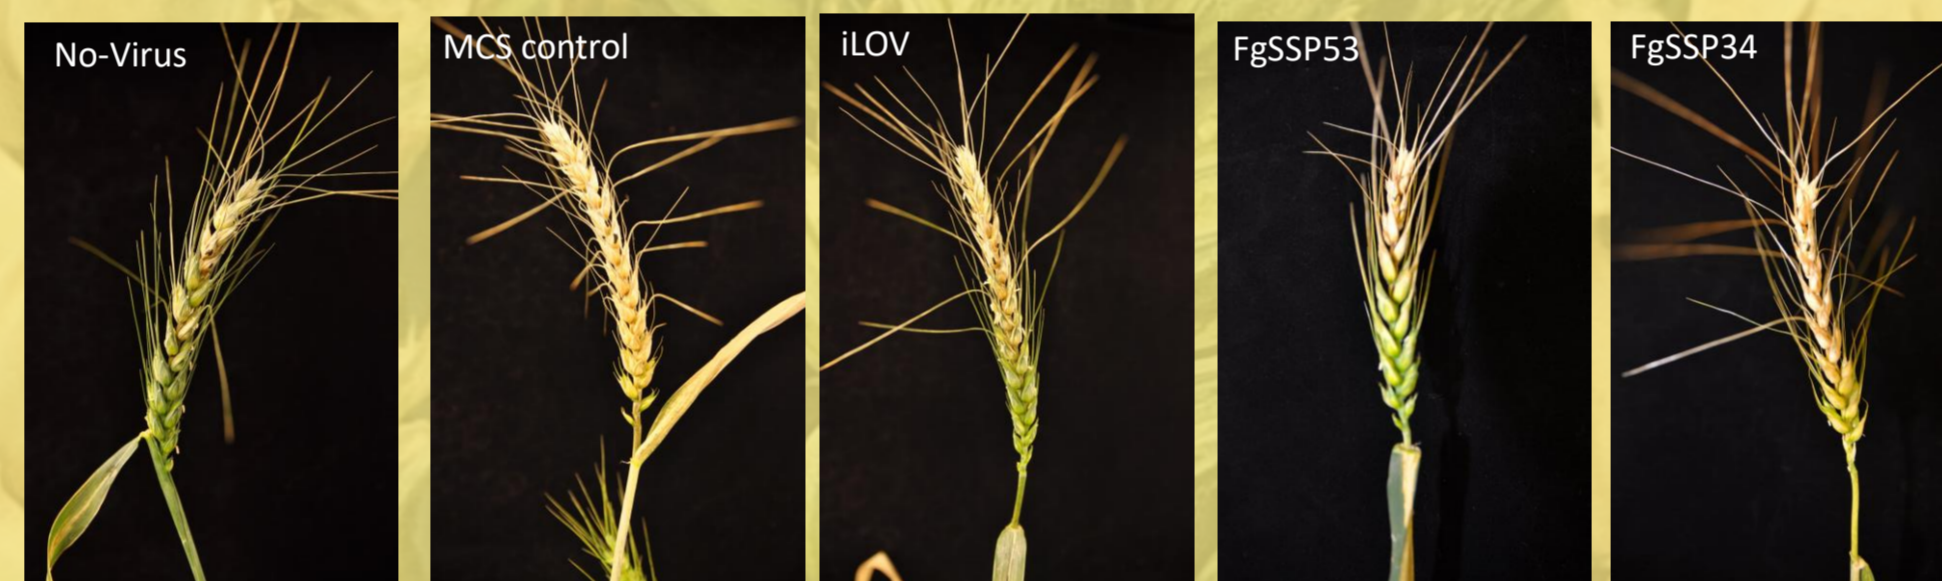 No-Virus
MCS control
iLOV
FgSSP53
FgSSP34